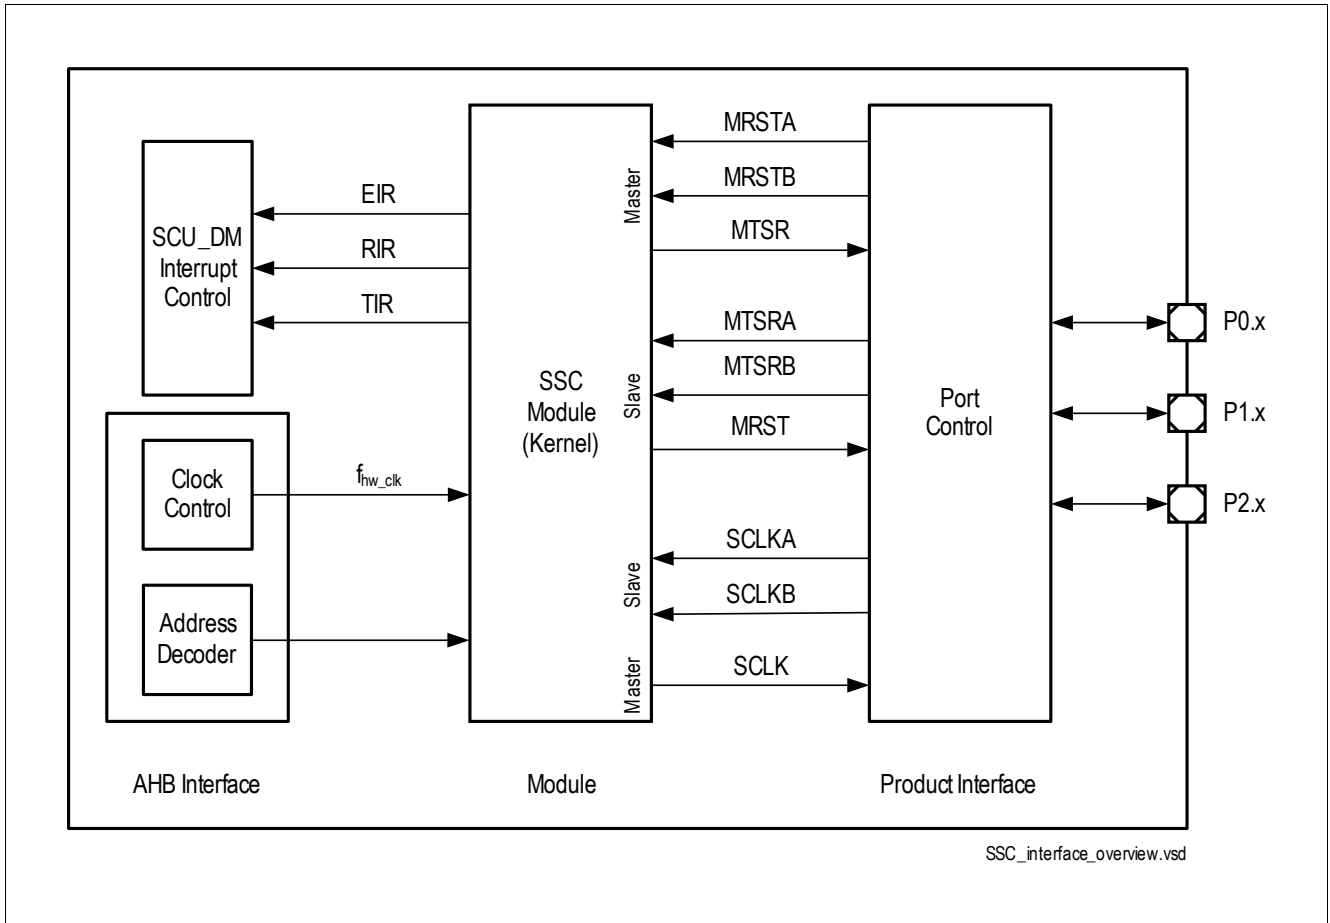 SCU_DM
Interrupt
Control
EIR
RIR
TIR
Clock
Control
f hw_clk
Address
Decoder
AHB Interface
SSC
Module
(Kernel)
Master
Slave
Slave
Master
Module
MRSTA
MRSTB
MTSR
MTSRA
MTSRB
MRST
SCLKA
SCLKB
SCLK
Port
Control
Product Interface
P0.x
P1.x
P2.x
SSC_interface_overview.vsd